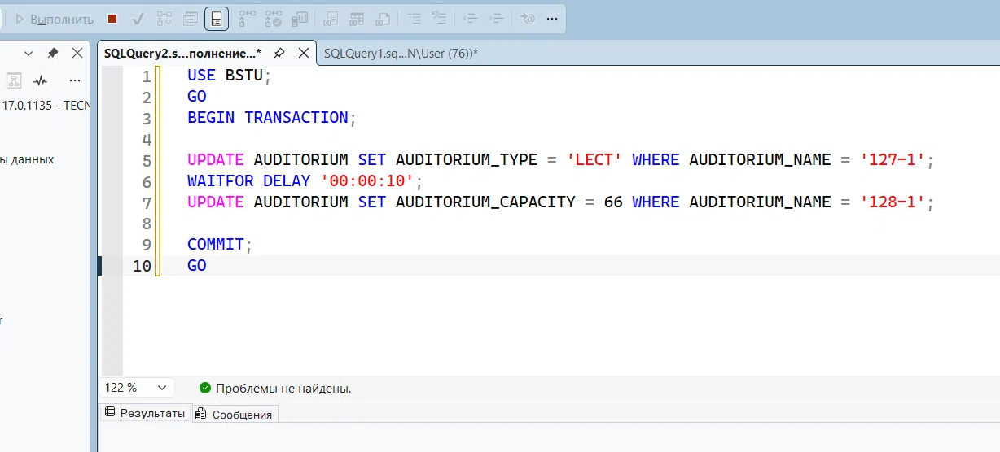 Выполнить
SQLQuery2.s...полнение...*
SQLQuery1.sq...N\User (76))*
17.0.1135 - TECN
ы данных
r
1 USE BSTU;
2 GO
3 BEGIN TRANSACTION;
4
5 UPDATE AUDITORIUM SET AUDITORIUM_TYPE = 'LECT' WHERE AUDITORIUM_NAME = '127-1';
6 WAITFOR DELAY '00:00:10';
7 UPDATE AUDITORIUM SET AUDITORIUM_CAPACITY = 66 WHERE AUDITORIUM_NAME = '128-1';
8
9 COMMIT;
10 GO
122 %
Проблемы не найдены.
Результаты
Сообщения